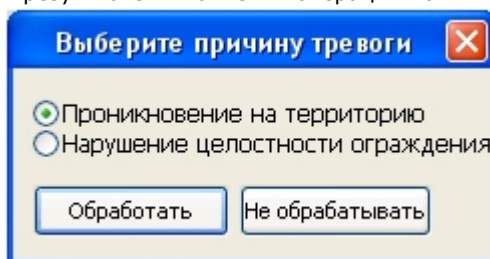 Выберите причину тревоги
Проникновение на территорию
Нарушение целостности ограждения
Обработать
Не обрабатывать